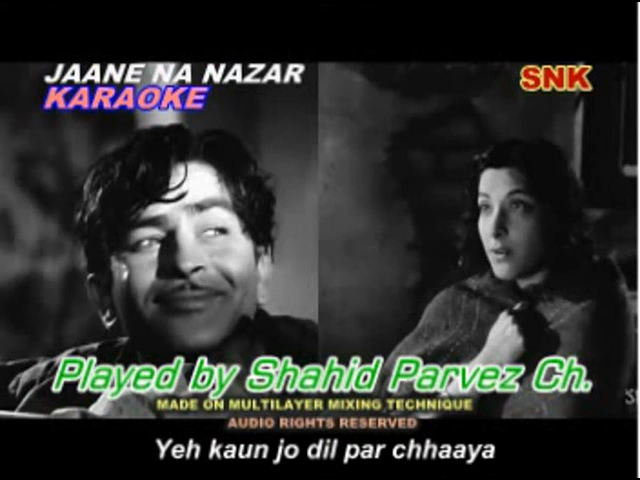 JAANE NA NAZAR
SNK
KARAOKE
Played by Shahid Parvez Ch.
MADE ON MULTILAYER MIXING TECHNIQUE
AUDIO RIGHTS RESERVED
Yeh kaun jo dil par chhaaya